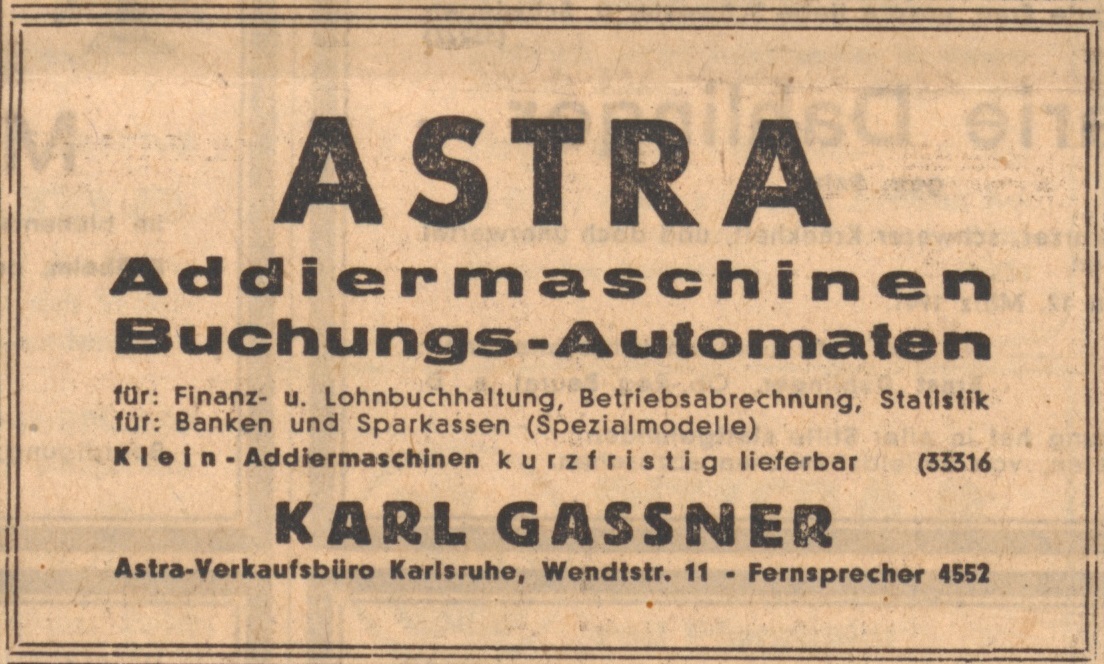 ASTRA
Addiermaschinen
Buchungs-Automaten
für: Finanz- u. Lohnbuchhaltung, Betriebsabrechnung, Statistik
für: Banken und Sparkassen (Spezialmodelle)
Klein-Addiermaschinen kurzfristig lieferbar (33316
KARL GASSNER
Astra-Verkaufsbüro Karlsruhe, Wendtstr. 11 - Fernsprecher 4552